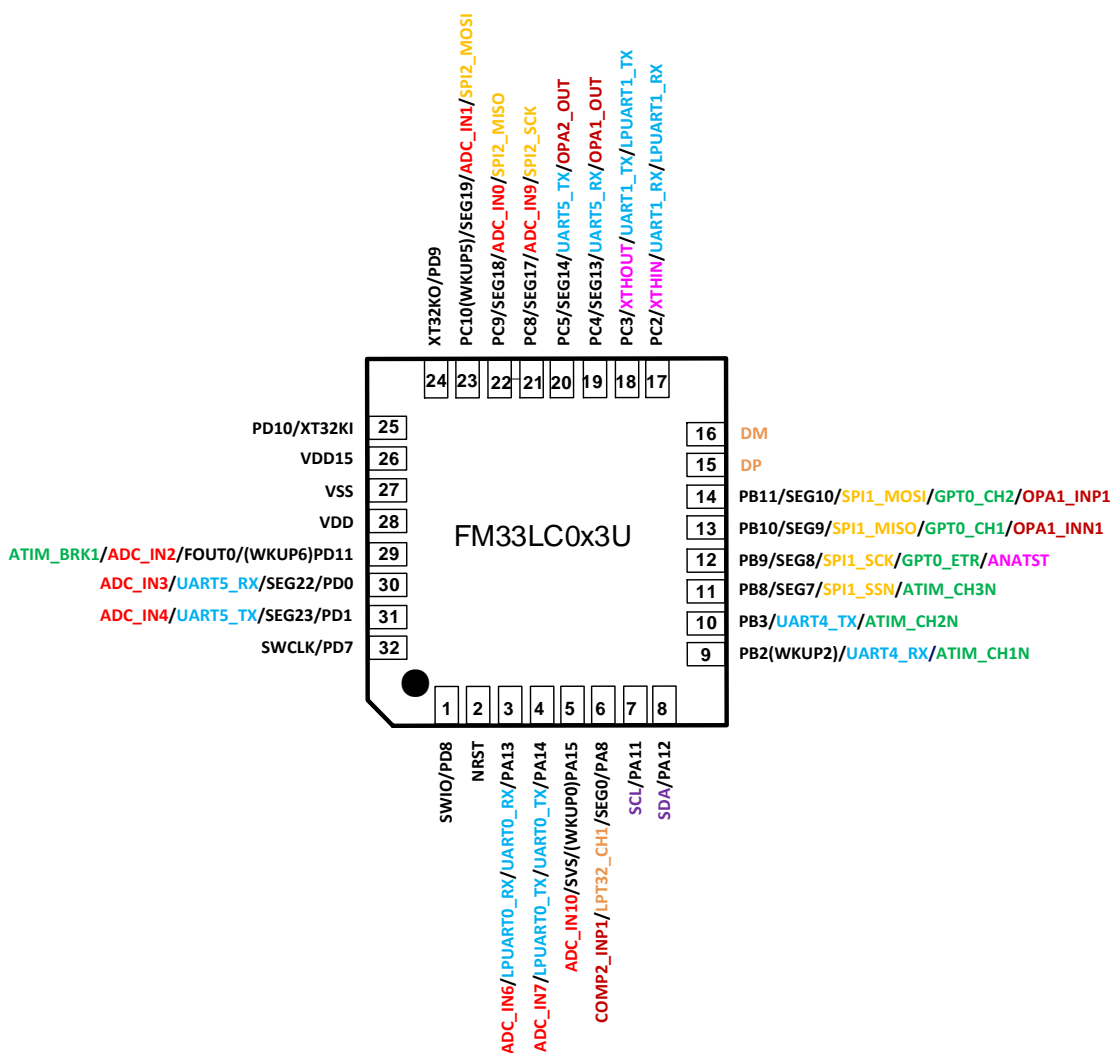 XT32KO/PD9
PC10(WKUP5)/SEG19/ADC_IN1/SPI2_MOSI
PC9/SEG18/ADC_IN0/SPI2_MISO
PC8/SEG17/ADC_IN9/SPI2_SCK
PC5/SEG14/UART5_TX/OPA2_OUT
PC4/SEG13/UART5_RX/OPA1_OUT
PC3/XTHOUT/UART1_TX/LPUART1_TX
PC2/XTHIN/UART1_RX/LPUART1_RX
24 23 22 21 20 19 18 17
PD10/XT32KI 25
VDD15 26
VSS 27
VDD 28
ATIM_BRK1/ADC_IN2/FOUT0/(WKUP6)PD11 29
ADC_IN3/UART5_RX/SEG22/PD0 30
ADC_IN4/UART5_TX/SEG23/PD1 31
SWCLK/PD7 32
FM33LC0x3U
16 DM
15 DP
14 PB11/SEG10/SPI1_MOSI/GPT0_CH2/OPA1_INP1
13 PB10/SEG9/SPI1_MISO/GPT0_CH1/OPA1_INN1
12 PB9/SEG8/SPI1_SCK/GPT0_ETR/ANATST
11 PB8/SEG7/SPI1_SSN/ATIM_CH3N
10 PB3/UART4_TX/ATIM_CH2N
9 PB2(WKUP2)/UART4_RX/ATIM_CH1N
1 2 3 4 5 6 7 8
SWIO/PD8
NRST
ADC_IN6/LPUART0_RX/UART0_RX/PA13
ADC_IN7/LPUART0_TX/UART0_TX/PA14
ADC_IN10/SVS/(WKUP0)PA15
COMP2_INP1/LPT32_CH1/SEG0/PA8
SCL/PA11
SDA/PA12